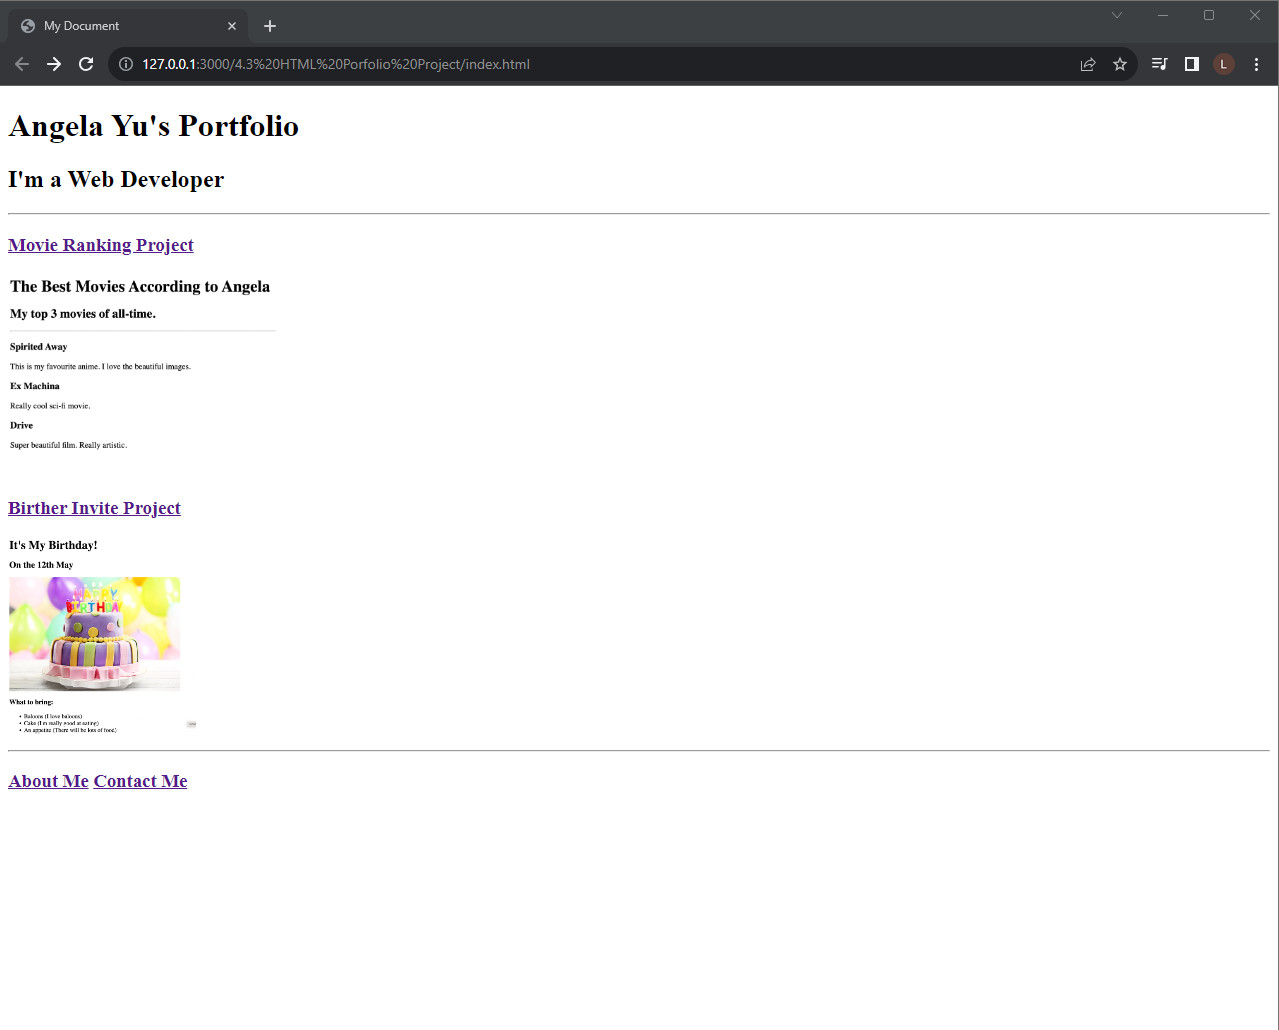 My Document
127.0.0.1:3000/4.3%20HTML%20Porfolio%20Project/index.html
L
Angela Yu's Portfolio
I'm a Web Developer
Movie Ranking Project
The Best Movies According to Angela
My top 3 movies of all-time.
Spirited Away
This is my favourite anime. I love the beautiful images.
Ex Machina
Really cool sci-fi movie.
Drive
Super beautiful film. Really artistic.
Birther Invite Project
It's My Birthday!
On the 12th May
HAPPY
BIRTHDAY
What to bring:
• Baloons (I love baloons)
• Cake (I'm really good at eating)
• An appetite (There will be lots of food)
About Me Contact Me